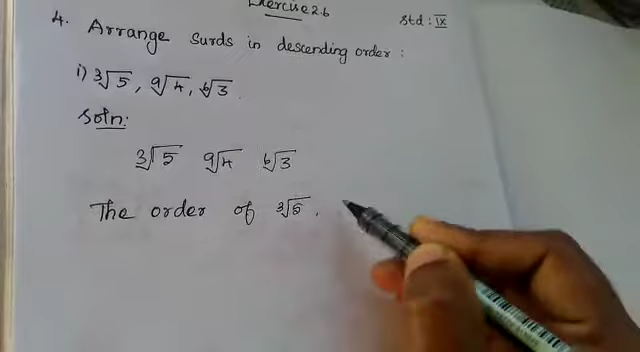 Exercise 2.6
Std : IX
4. Arrange surds in descending order :
i) ∛5, ⁹√4, ⁶√3.
Soln:
∛5 ⁹√4 ⁶√3
The order of ∛5,